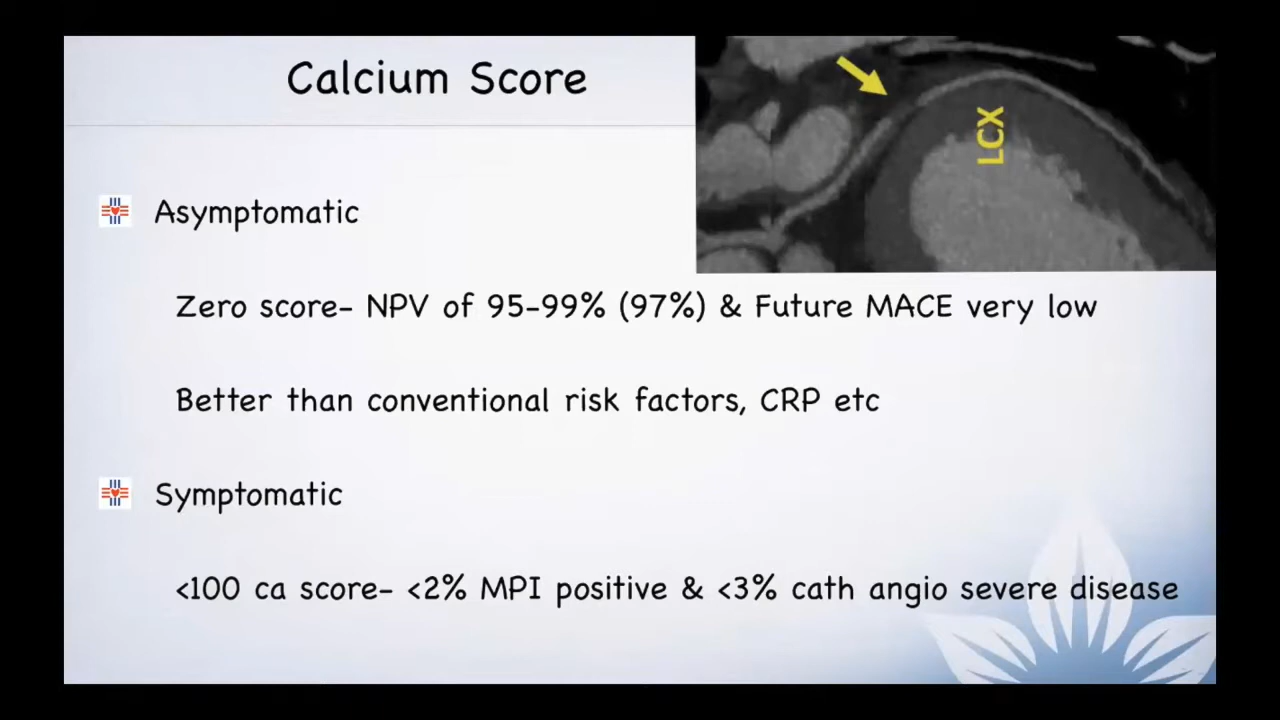 Calcium Score
LCX
Asymptomatic
Zero score- NPV of 95-99% (97%) & Future MACE very low
Better than conventional risk factors, CRP etc
Symptomatic
<100 ca score- <2% MPI positive & <3% cath angio severe disease